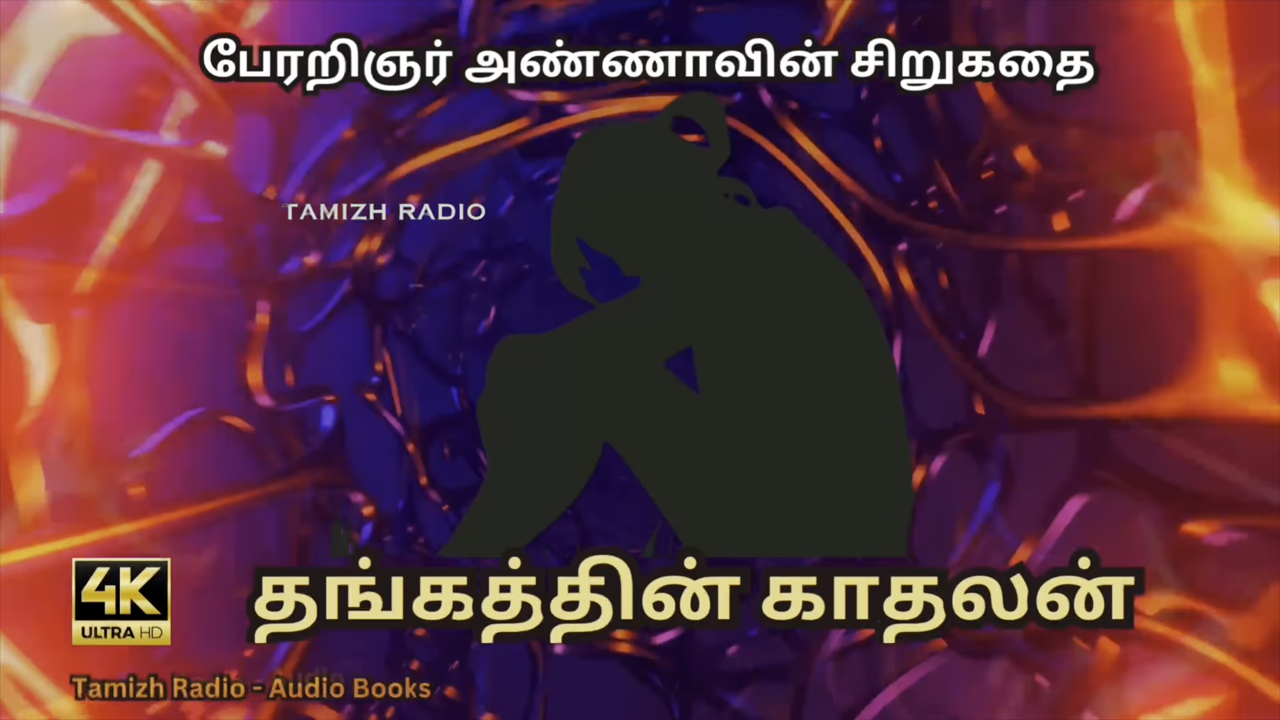 பேரறிஞர் அண்ணாவின் சிறுகதை
TAMIZH RADIO
தங்கத்தின் காதலன்
4K
ULTRA HD
Tamizh Radio - Audio Books